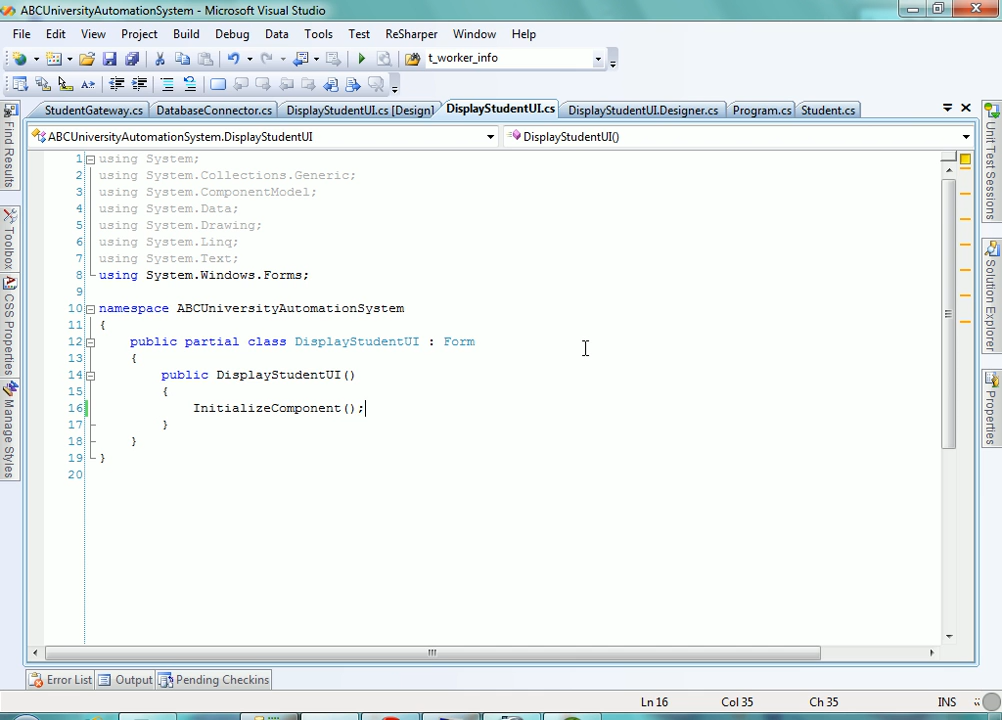 ABCUniversityAutomationSystem - Microsoft Visual Studio
File Edit View Project Build Debug Data Tools Test ReSharper Window Help
t_worker_info
StudentGateway.cs DatabaseConnector.cs DisplayStudentUI.cs [Design] DisplayStudentUI.cs DisplayStudentUI.Designer.cs Program.cs Student.cs
ABCUniversityAutomationSystem.DisplayStudentUI DisplayStudentUI()
Find Results
Toolbox
CSS Properties
Manage Styles
1 using System;
2 using System.Collections.Generic;
3 using System.ComponentModel;
4 using System.Data;
5 using System.Drawing;
6 using System.Linq;
7 using System.Text;
8 using System.Windows.Forms;
9
10 namespace ABCUniversityAutomationSystem
11 {
12 public partial class DisplayStudentUI : Form
13 {
14 public DisplayStudentUI()
15 {
16 InitializeComponent();
17 }
18 }
19 }
20
Unit Test Sessions
Solution Explorer
Properties
Error List Output Pending Checkins
Ln 16 Col 35 Ch 35 INS